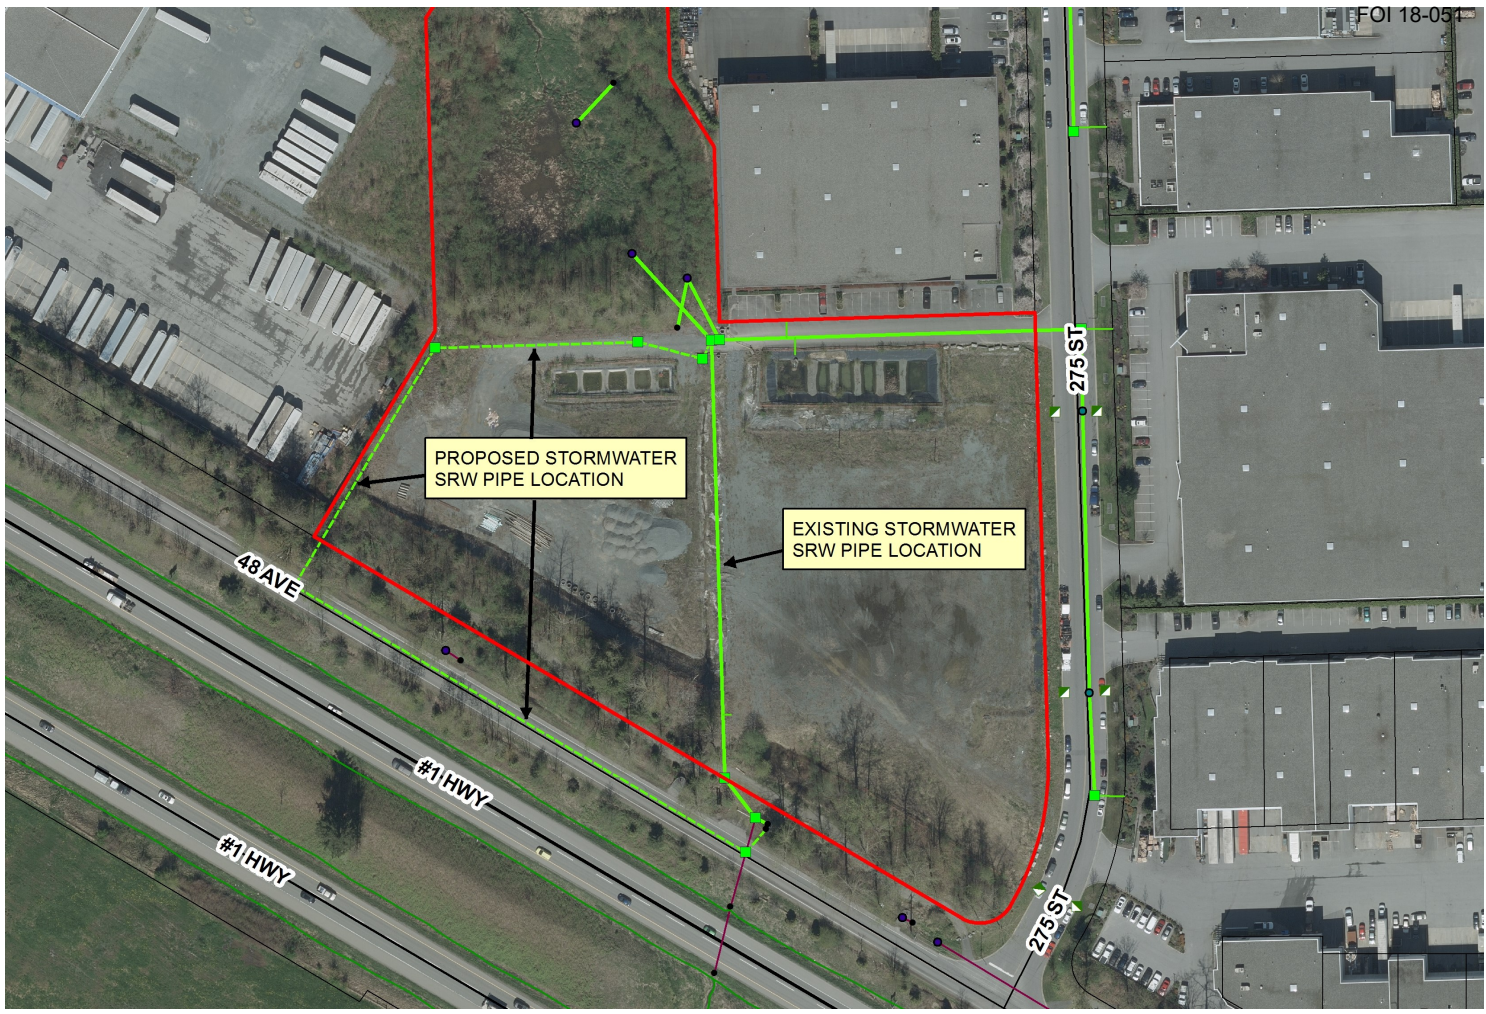 FOI 18-051
275 ST
PROPOSED STORMWATER
SRW PIPE LOCATION
EXISTING STORMWATER
SRW PIPE LOCATION
48 AVE
#1 HWY
#1 HWY
275 ST